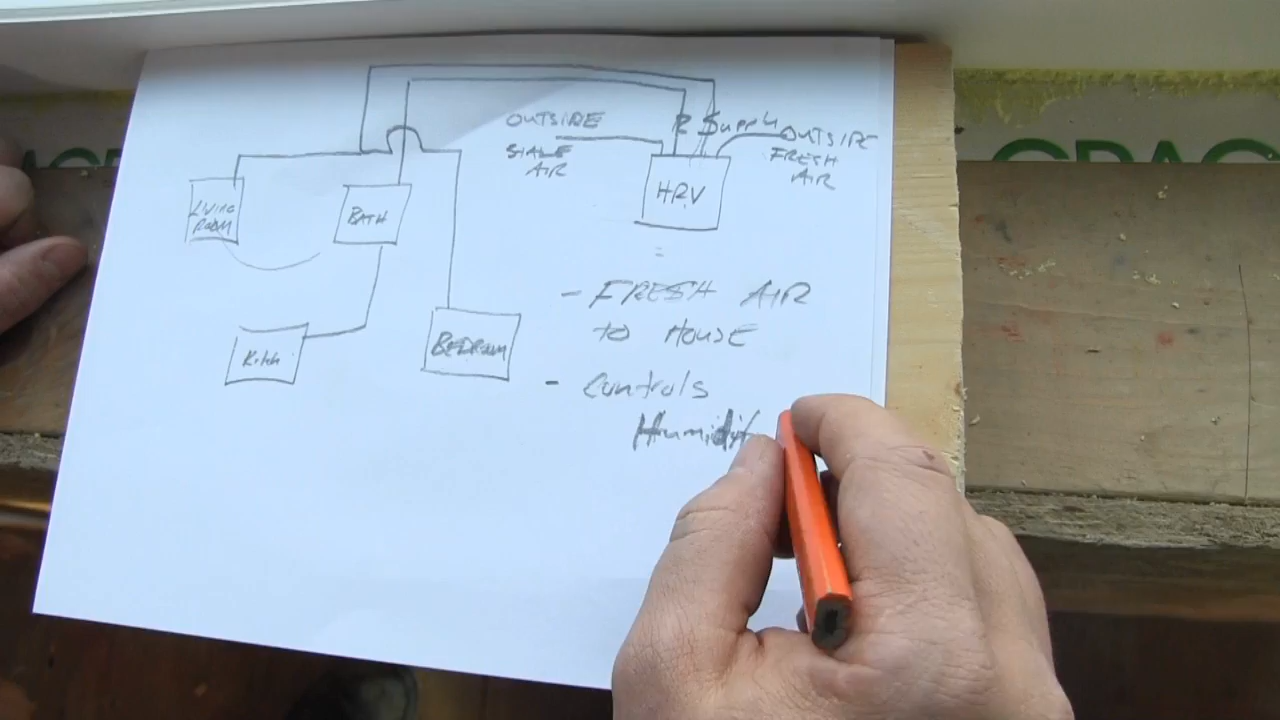 OUTSIDE
STALE
AIR
R Supply
OUTSIDE
FRESH
AIR
LIVING
ROOM
BATH
HRV
Kitch
BEDROOM
- FRESH AIR
TO HOUSE
- Controls
Humidity